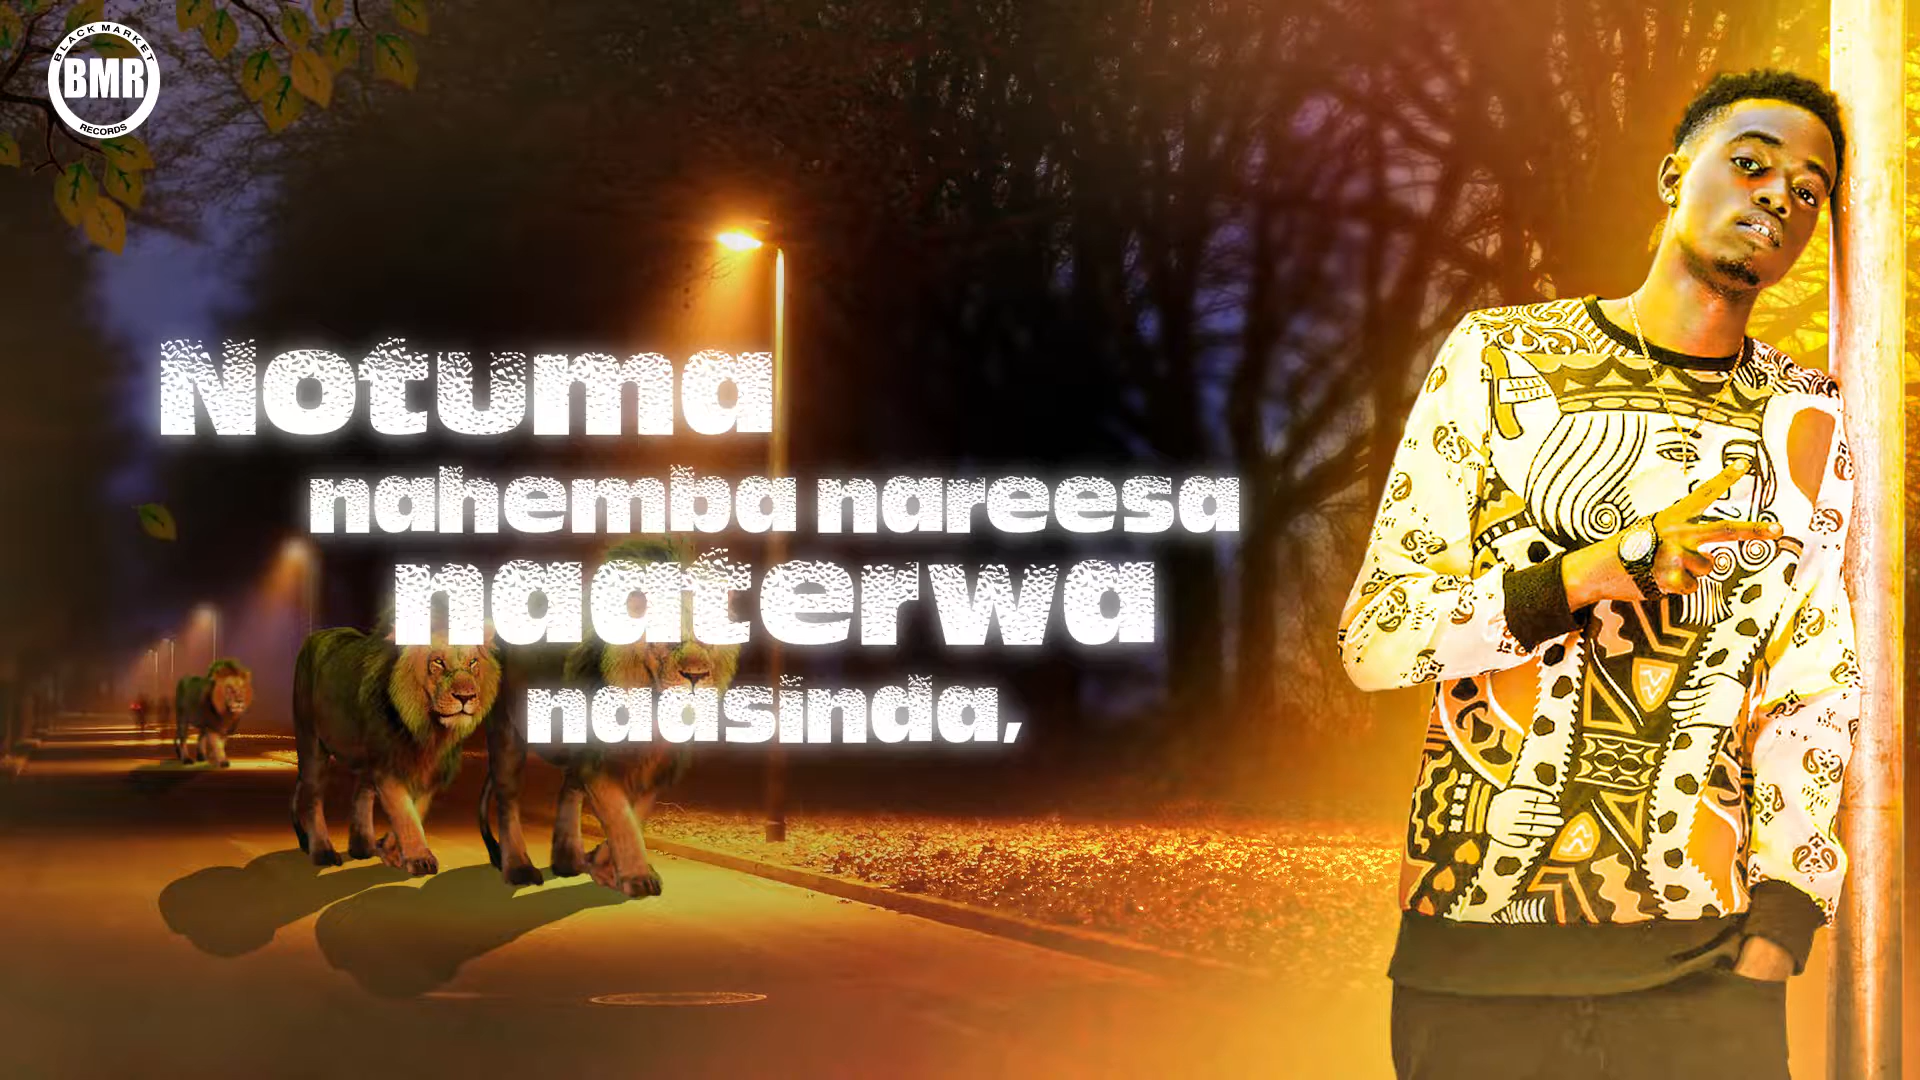 BLACK MARKET
BMR
RECORDS
Notuma
nahemba nareesa
naaterwa
naasinda,